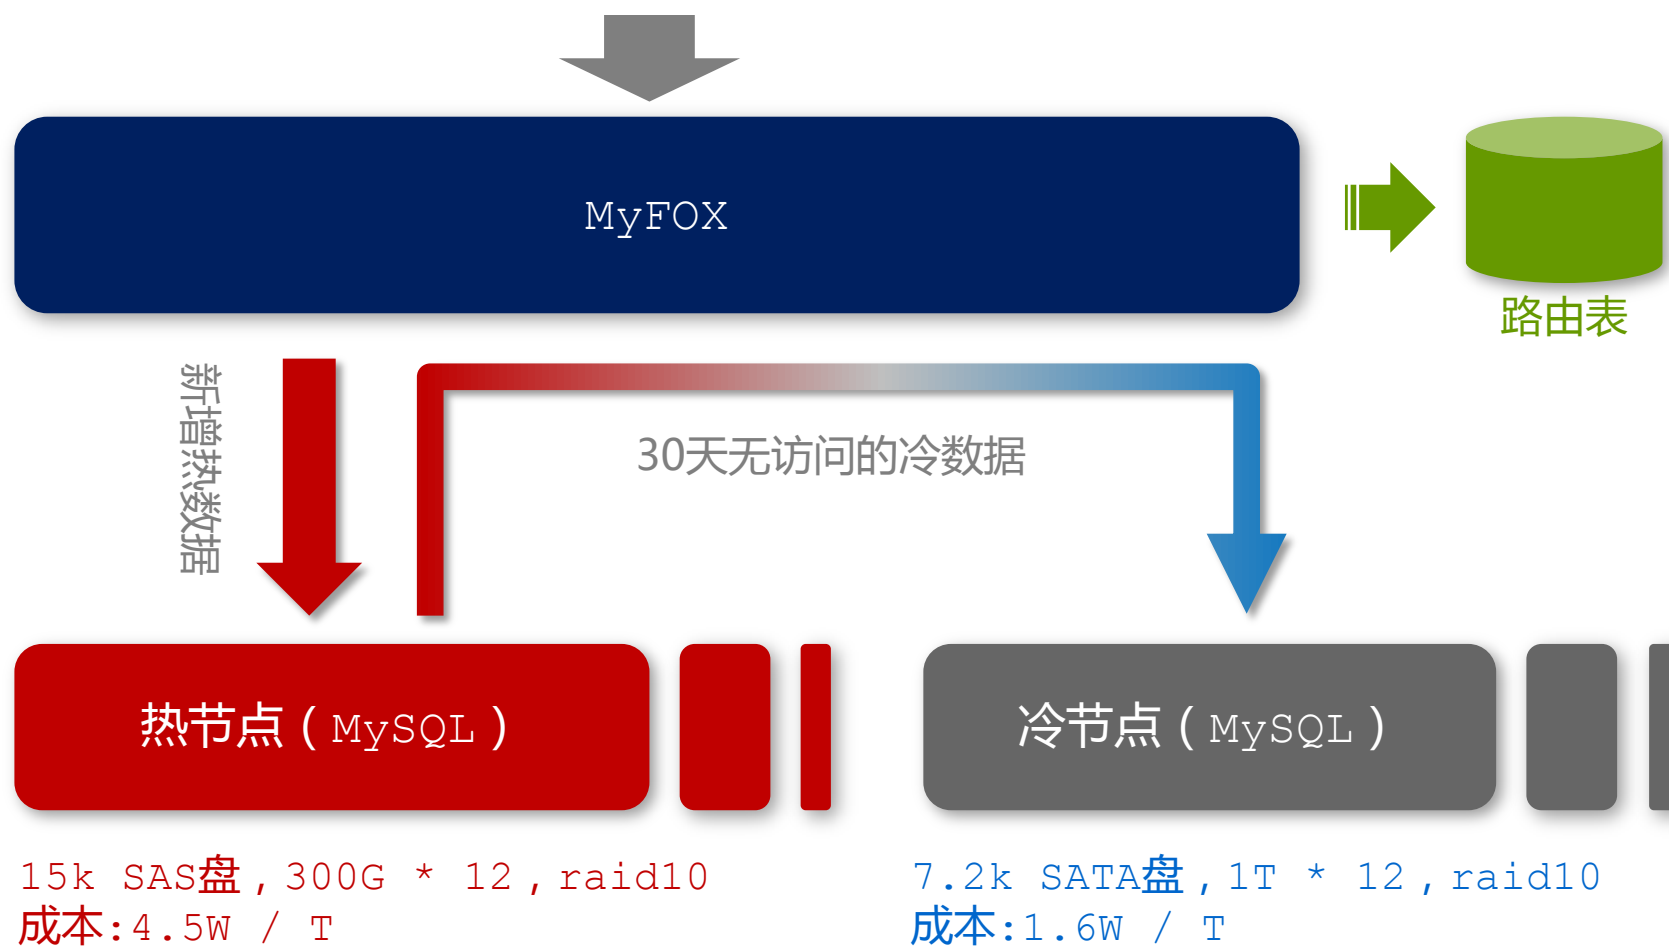 MyFOX
路由表
新增热数据
30天无访问的冷数据
热节点（MySQL）
冷节点（MySQL）
15k SAS盘，300G * 12，raid10
成本:4.5W / T
7.2k SATA盘，1T * 12，raid10
成本:1.6W / T